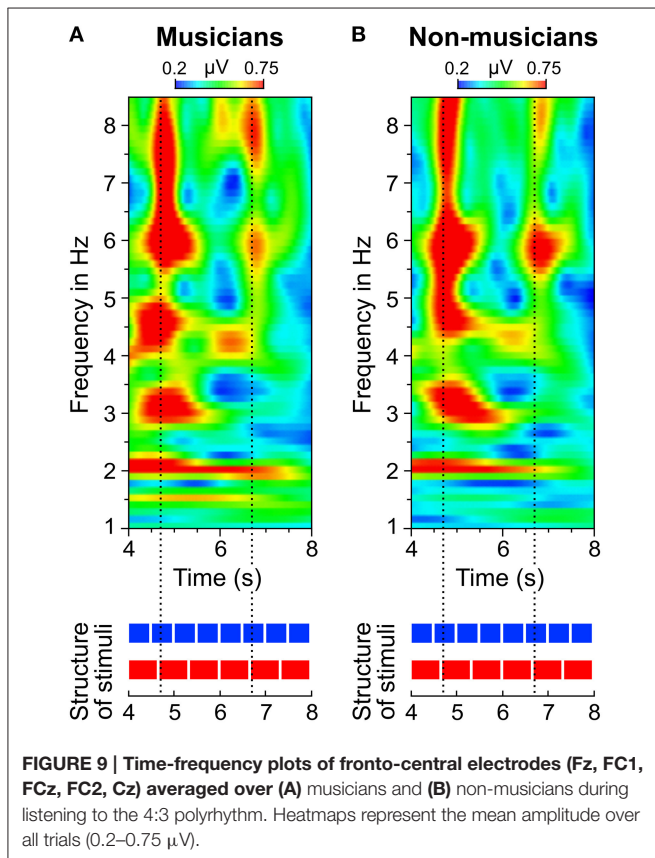 A Musicians B Non-musicians
0.2 μV 0.75 0.2 μV 0.75
Frequency in Hz Frequency in Hz
8 8
7 7
6 6
5 5
4 4
3 3
2 2
1 1
4 5 6 7 8 4 5 6 7 8
Time (s) Time (s)
Structure of stimuli Structure of stimuli
4 5 6 7 8 4 5 6 7 8
FIGURE 9 | Time-frequency plots of fronto-central electrodes (Fz, FC1,
FCz, FC2, Cz) averaged over (A) musicians and (B) non-musicians during
listening to the 4:3 polyrhythm. Heatmaps represent the mean amplitude over
all trials (0.2–0.75 μV).